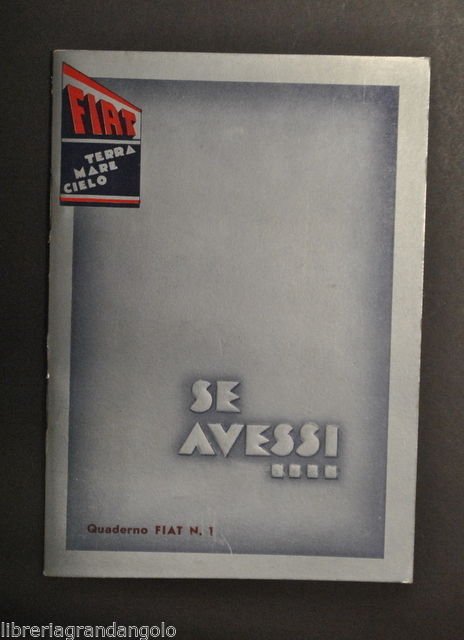 FIAT
TERRA
MARE
CIELO
SE
AVESSI
....
Quaderno FIAT N. 1
libreriagrandangolo